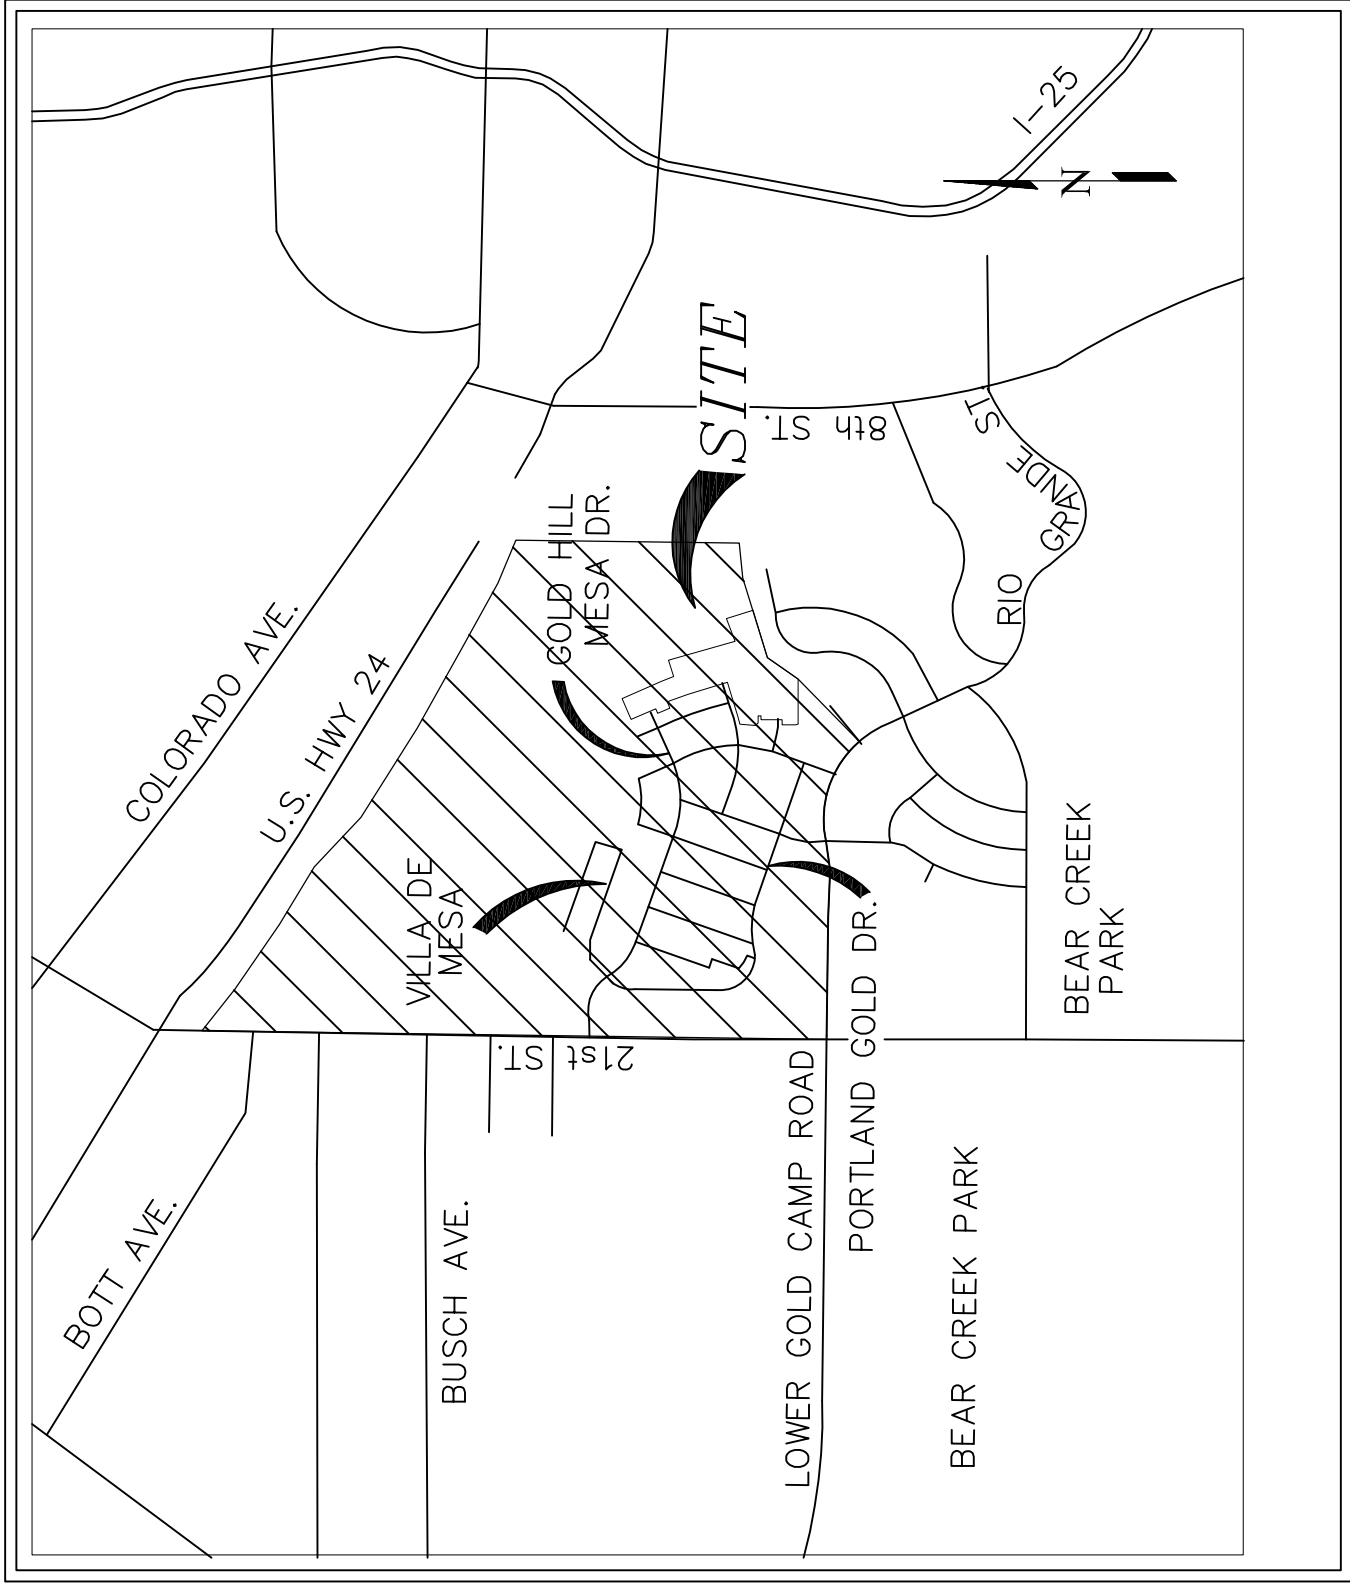 COLORADO AVE.
U.S. HWY 24
I-25
N
SITE
8th ST.
GOLD HILL
MESA DR.
RIO GRANDE ST.
VILLA DE
MESA
21st ST.
BOTT AVE.
BUSCH AVE.
LOWER GOLD CAMP ROAD
PORTLAND GOLD DR.
BEAR CREEK
PARK
BEAR CREEK PARK